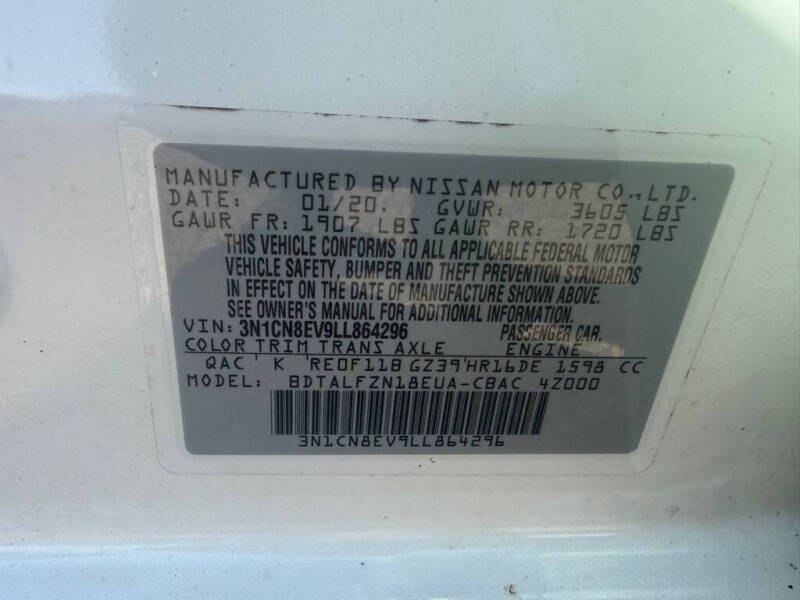 MANUFACTURED BY NISSAN MOTOR CO., LTD.
DATE: 01/20. GVWR: 3605 LBS
GAWR FR: 1907 LBS GAWR RR: 1720 LBS
THIS VEHICLE CONFORMS TO ALL APPLICABLE FEDERAL MOTOR
VEHICLE SAFETY, BUMPER AND THEFT PREVENTION STANDARDS
IN EFFECT ON THE DATE OF MANUFACTURE SHOWN ABOVE.
SEE OWNER'S MANUAL FOR ADDITIONAL INFORMATION.
VIN: 3N1CN8EV9LL864296 PASSENGER CAR.
COLOR TRIM TRANS AXLE ENGINE
QAC ' K ' RE0F11B GZ39 ' HR16DE 1598 CC
MODEL: BDTALFZN18EUA-CBAC 4Z000
3N1CN8EV9LL864296